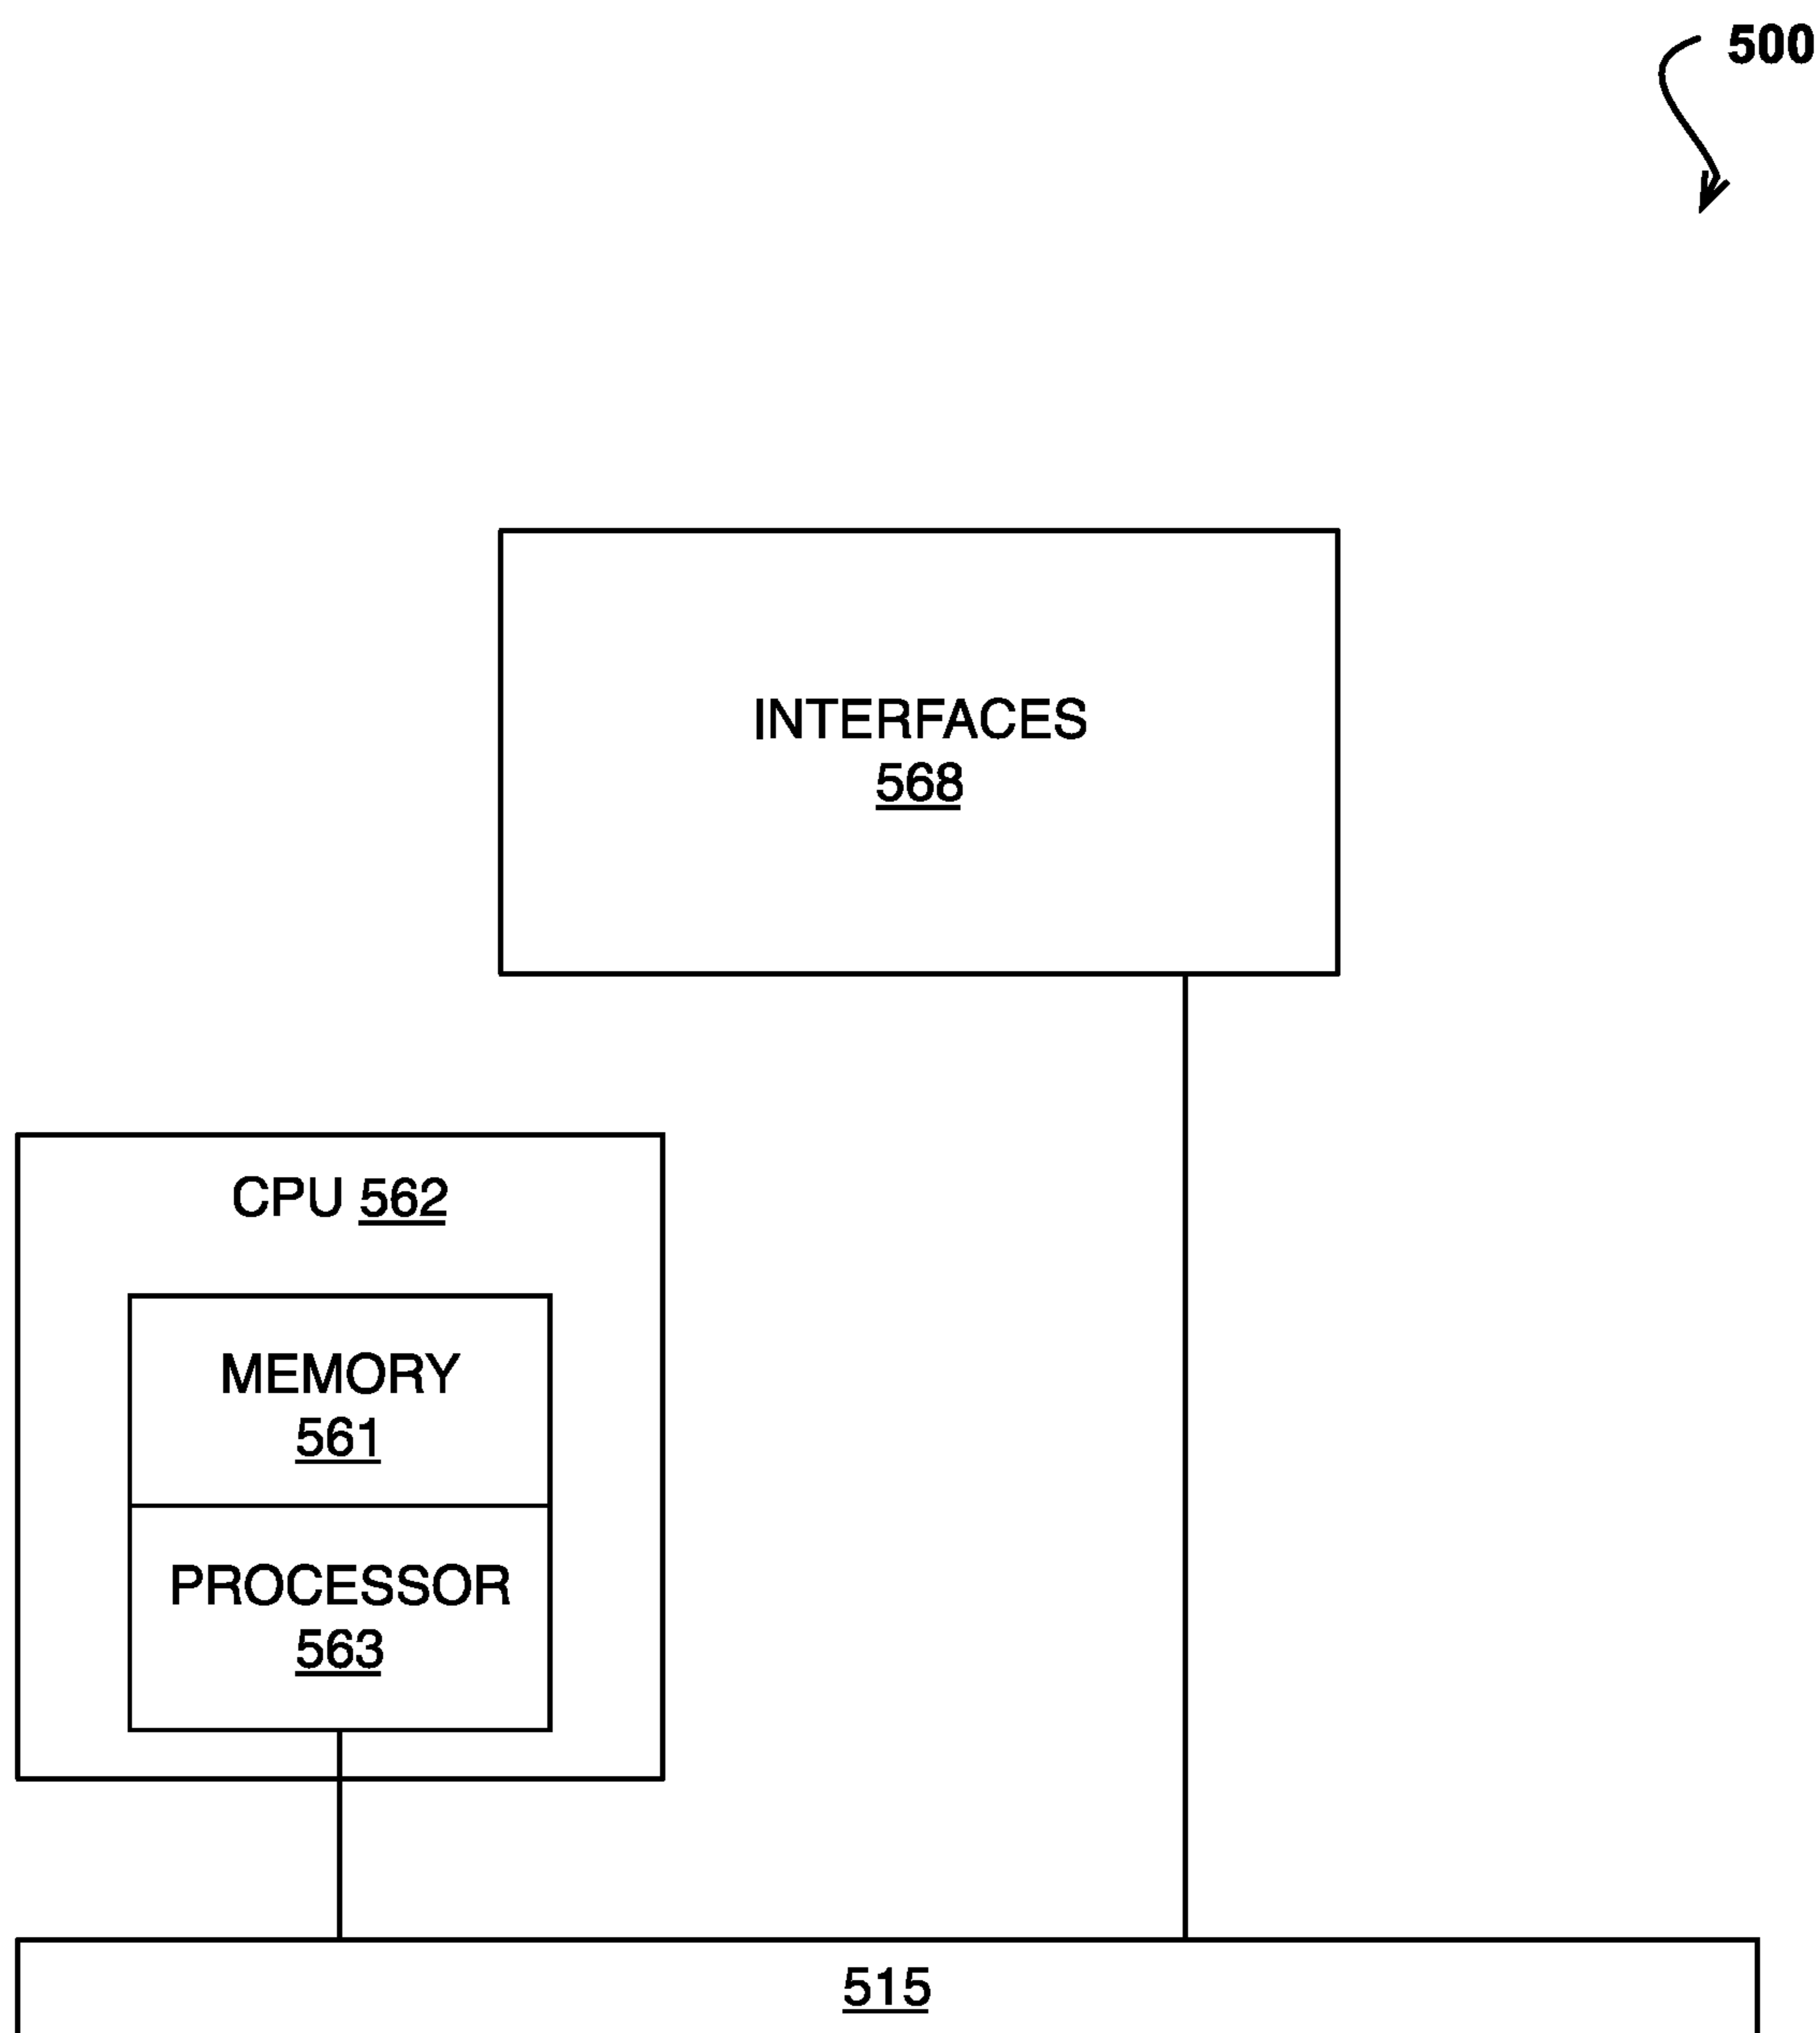 500
INTERFACES
568
CPU 562
MEMORY
561
PROCESSOR
563
515